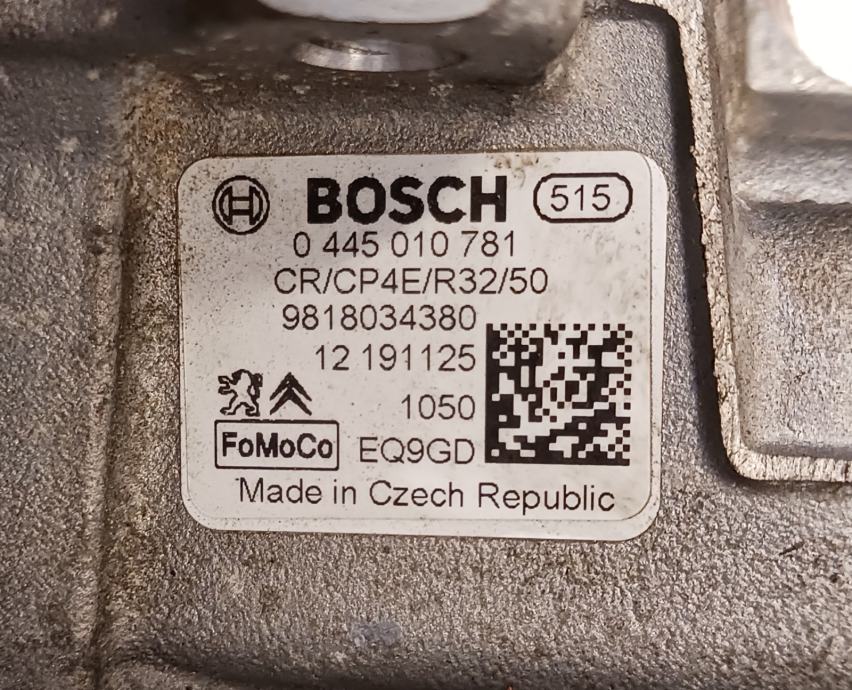 BOSCH 515
0 445 010 781
CR/CP4E/R32/50
9818034380
12 191125
1050
FoMoCo EQ9GD
Made in Czech Republic